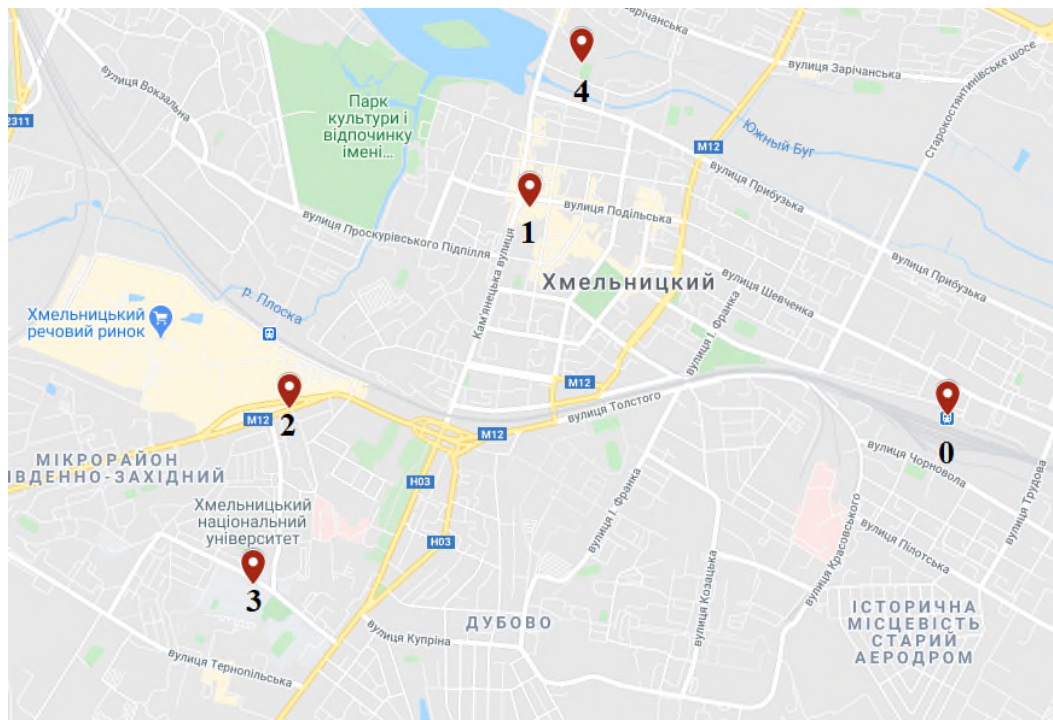 вулиця Зарічанська
вулиця Зарічанська
Старокостянтинівське шосе
вулиця Вокзальна
4
Парк
культури і
відпочинку
імені...
M12
Южный Буг
вулиця Прибузька
вулиця Подільська
1
вулиця Проскурівського Підпілля
Кам'янецька вулиця
Хмельницкий
вулиця Шевченка
вулиця Прибузька
р. Плоска
Хмельницький
речовий ринок
вулиця І. Франка
M12
вулиця Толстого
2
M12
M12
0
вулиця Чорновола
МІКРОРАЙОН
ІВДЕННО-ЗАХІДНИЙ
H03
вулиця Трудова
Хмельницький
національний
університет
вулиця І. Франка
вулиця Красовського
вулиця Пілотська
H03
3
вулиця Козацька
ІСТОРИЧНА
МІСЦЕВІСТЬ
СТАРИЙ
АЕРОДРОМ
ДУБОВО
вулиця Купріна
вулиця Тернопільська